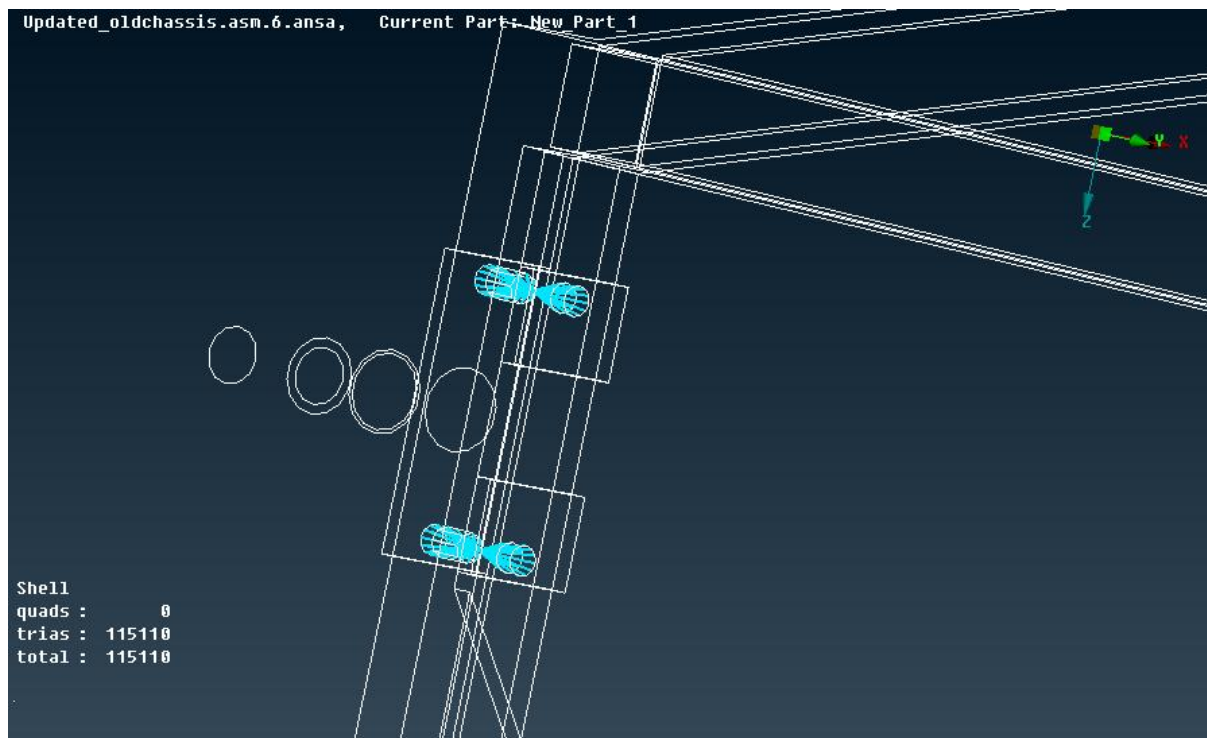 Updated_oldchassis.asm.6.ansa, Current Part: New_Part_1
Y X
Z
Shell
quads : 0
trias : 115110
total : 115110